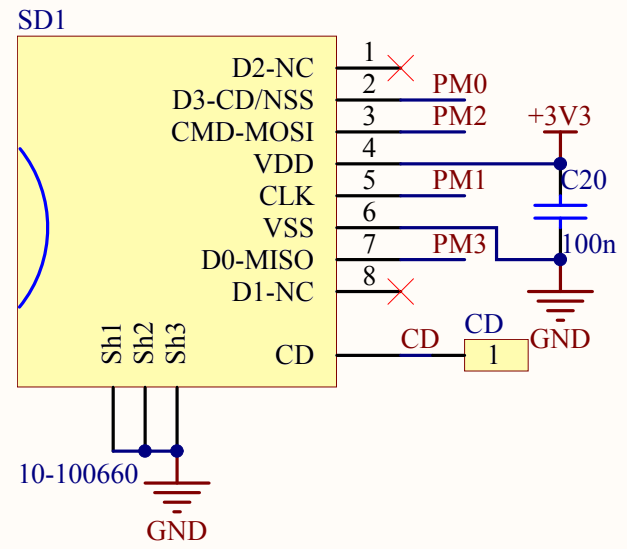 SD1
D2-NC 1
D3-CD/NSS 2 PM0
CMD-MOSI 3 PM2
+3V3
VDD 4
CLK 5 PM1
C20
VSS 6
D0-MISO 7 PM3
100n
D1-NC 8
GND
CD CD
CD 1
Sh1 Sh2 Sh3
10-100660
GND